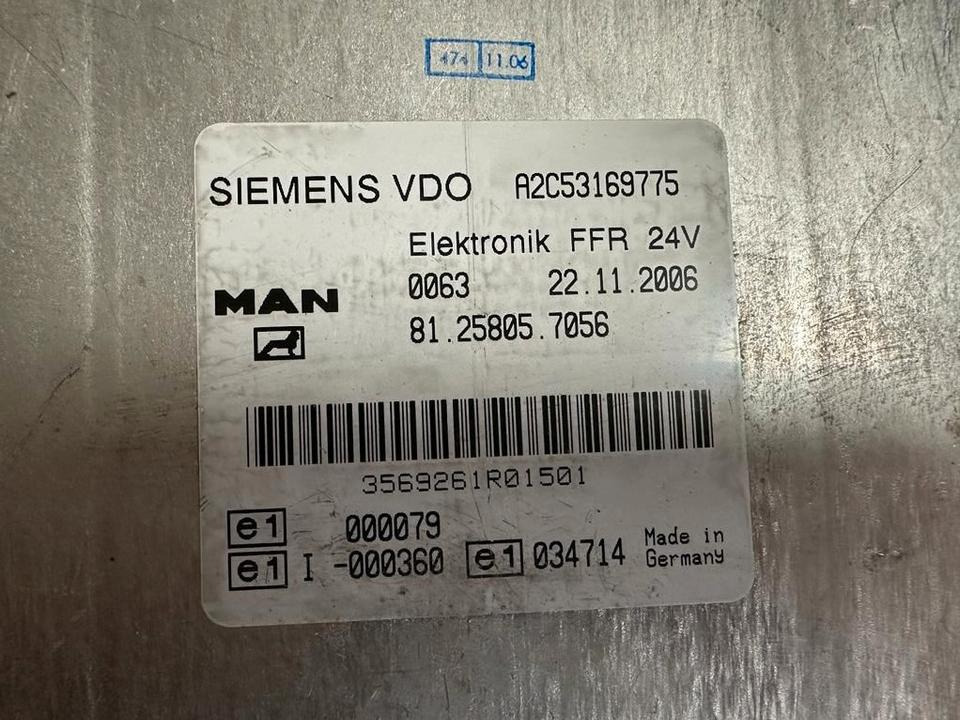 474 11.06
SIEMENS VDO A2C53169775
Elektronik FFR 24V
0063 22.11.2006
MAN
81.25805.7056
3569261R01501
e1 000079
e1 I -000360 e1 034714
Made in
Germany